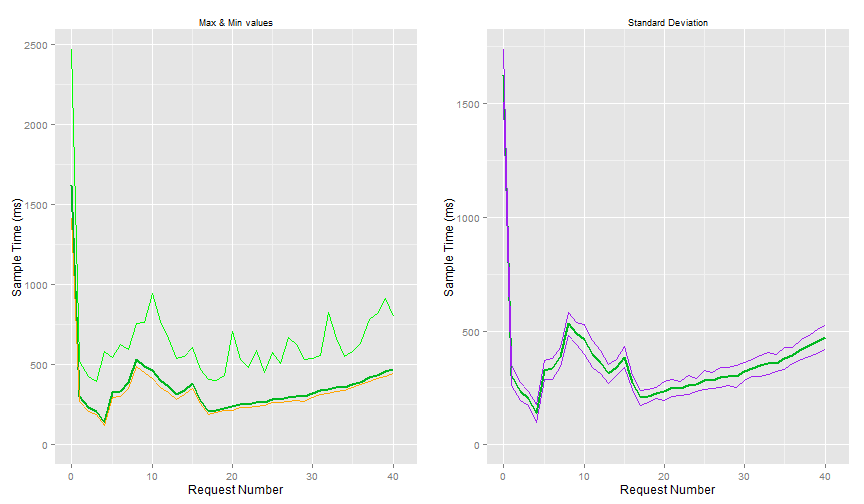 Max & Min values
Sample Time (ms)
2500
2000
1500
1000
500
0
0 10 20 30 40
Request Number
Standard Deviation
Sample Time (ms)
1500
1000
500
0
0 10 20 30 40
Request Number